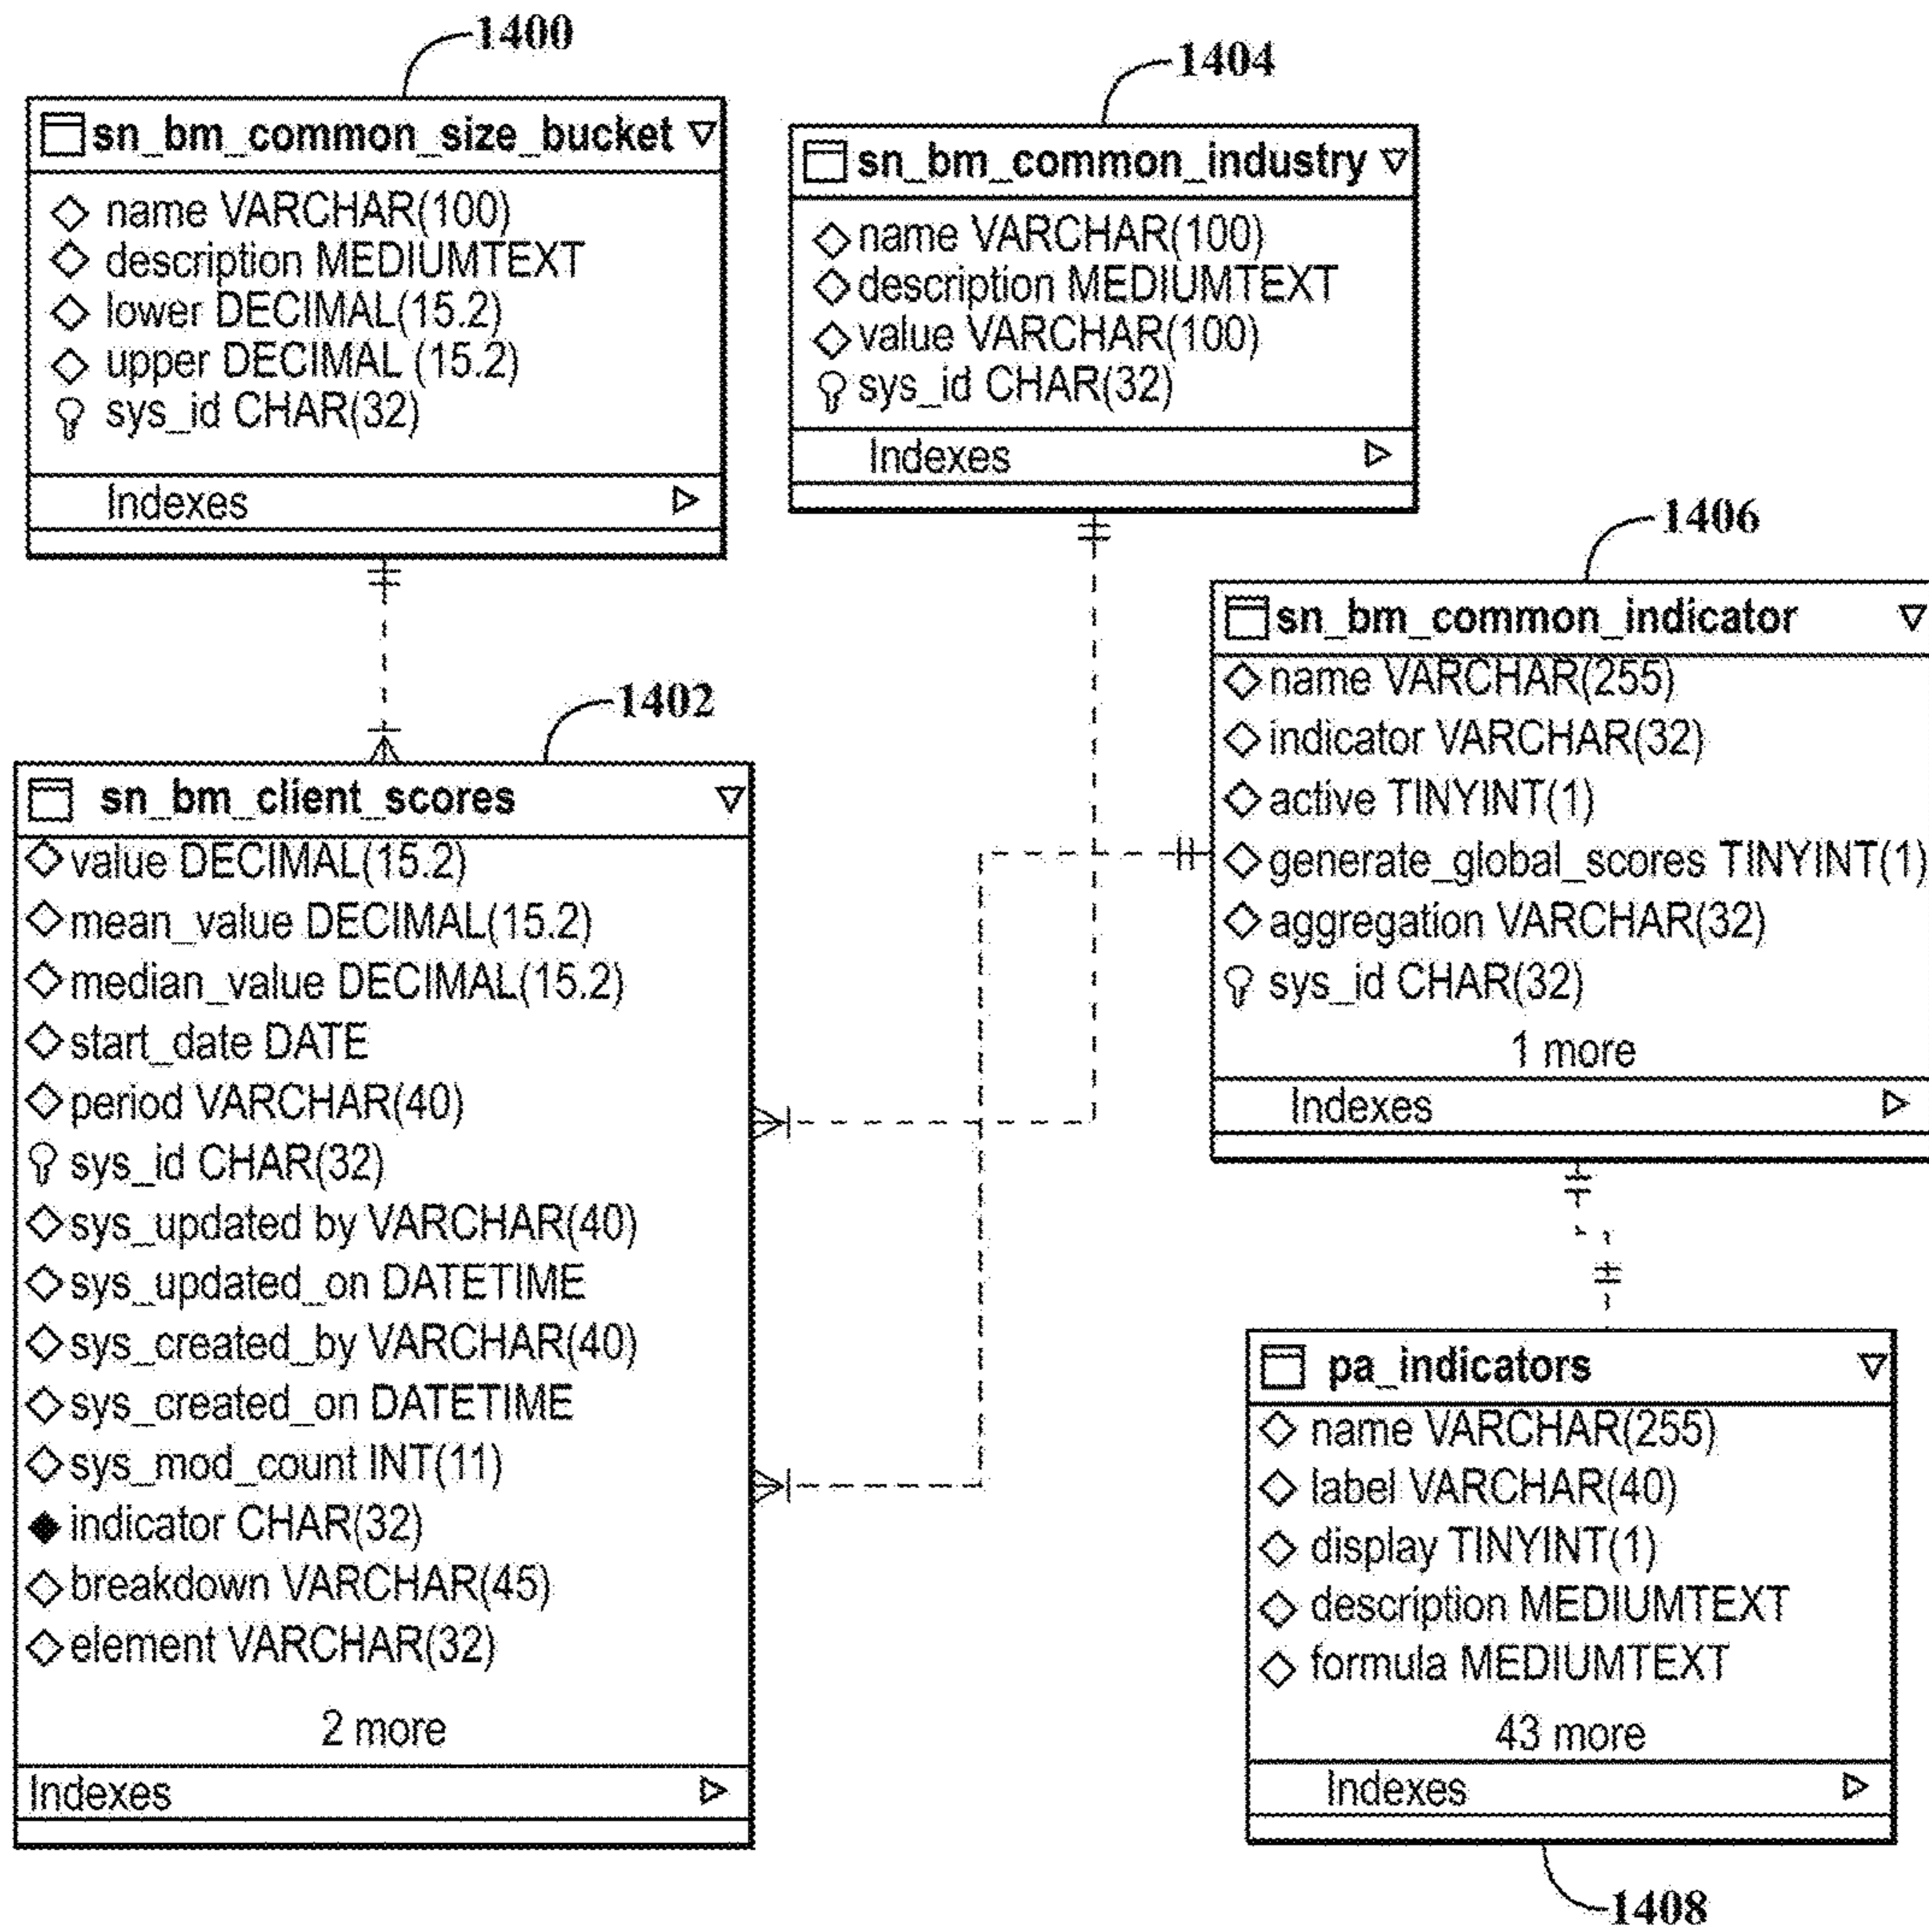 1400
sn_bm_common_size_bucket
name VARCHAR(100)
description MEDIUMTEXT
lower DECIMAL(15.2)
upper DECIMAL (15.2)
sys_id CHAR(32)
Indexes
1404
sn_bm_common_industry
name VARCHAR(100)
description MEDIUMTEXT
value VARCHAR(100)
sys_id CHAR(32)
Indexes
1406
sn_bm_common_indicator
name VARCHAR(255)
indicator VARCHAR(32)
active TINYINT(1)
generate_global_scores TINYINT(1)
aggregation VARCHAR(32)
sys_id CHAR(32)
1 more
Indexes
1402
sn_bm_client_scores
value DECIMAL(15.2)
mean_value DECIMAL(15.2)
median_value DECIMAL(15.2)
start_date DATE
period VARCHAR(40)
sys_id CHAR(32)
sys_updated by VARCHAR(40)
sys_updated_on DATETIME
sys_created_by VARCHAR(40)
sys_created_on DATETIME
sys_mod_count INT(11)
indicator CHAR(32)
breakdown VARCHAR(45)
element VARCHAR(32)
2 more
Indexes
pa_indicators
name VARCHAR(255)
label VARCHAR(40)
display TINYINT(1)
description MEDIUMTEXT
formula MEDIUMTEXT
43 more
Indexes
1408